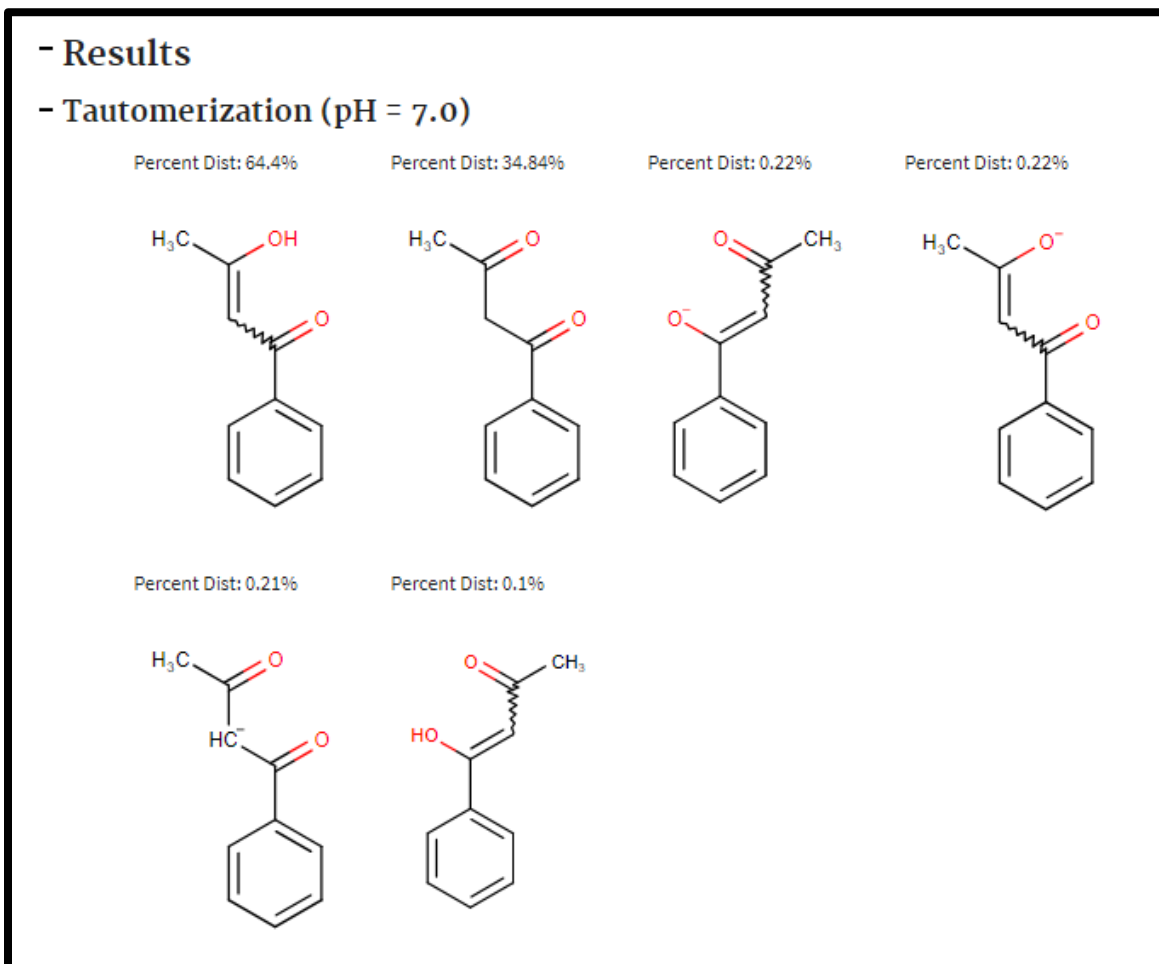 - Results
- Tautomerization (pH = 7.0)
Percent Dist: 64.4% Percent Dist: 34.84% Percent Dist: 0.22% Percent Dist: 0.22%
H₃C OH H₃C O O CH₃ H₃C O⁻
O O O⁻ O
Percent Dist: 0.21% Percent Dist: 0.1%
H₃C O O CH₃
HC⁻ O HO